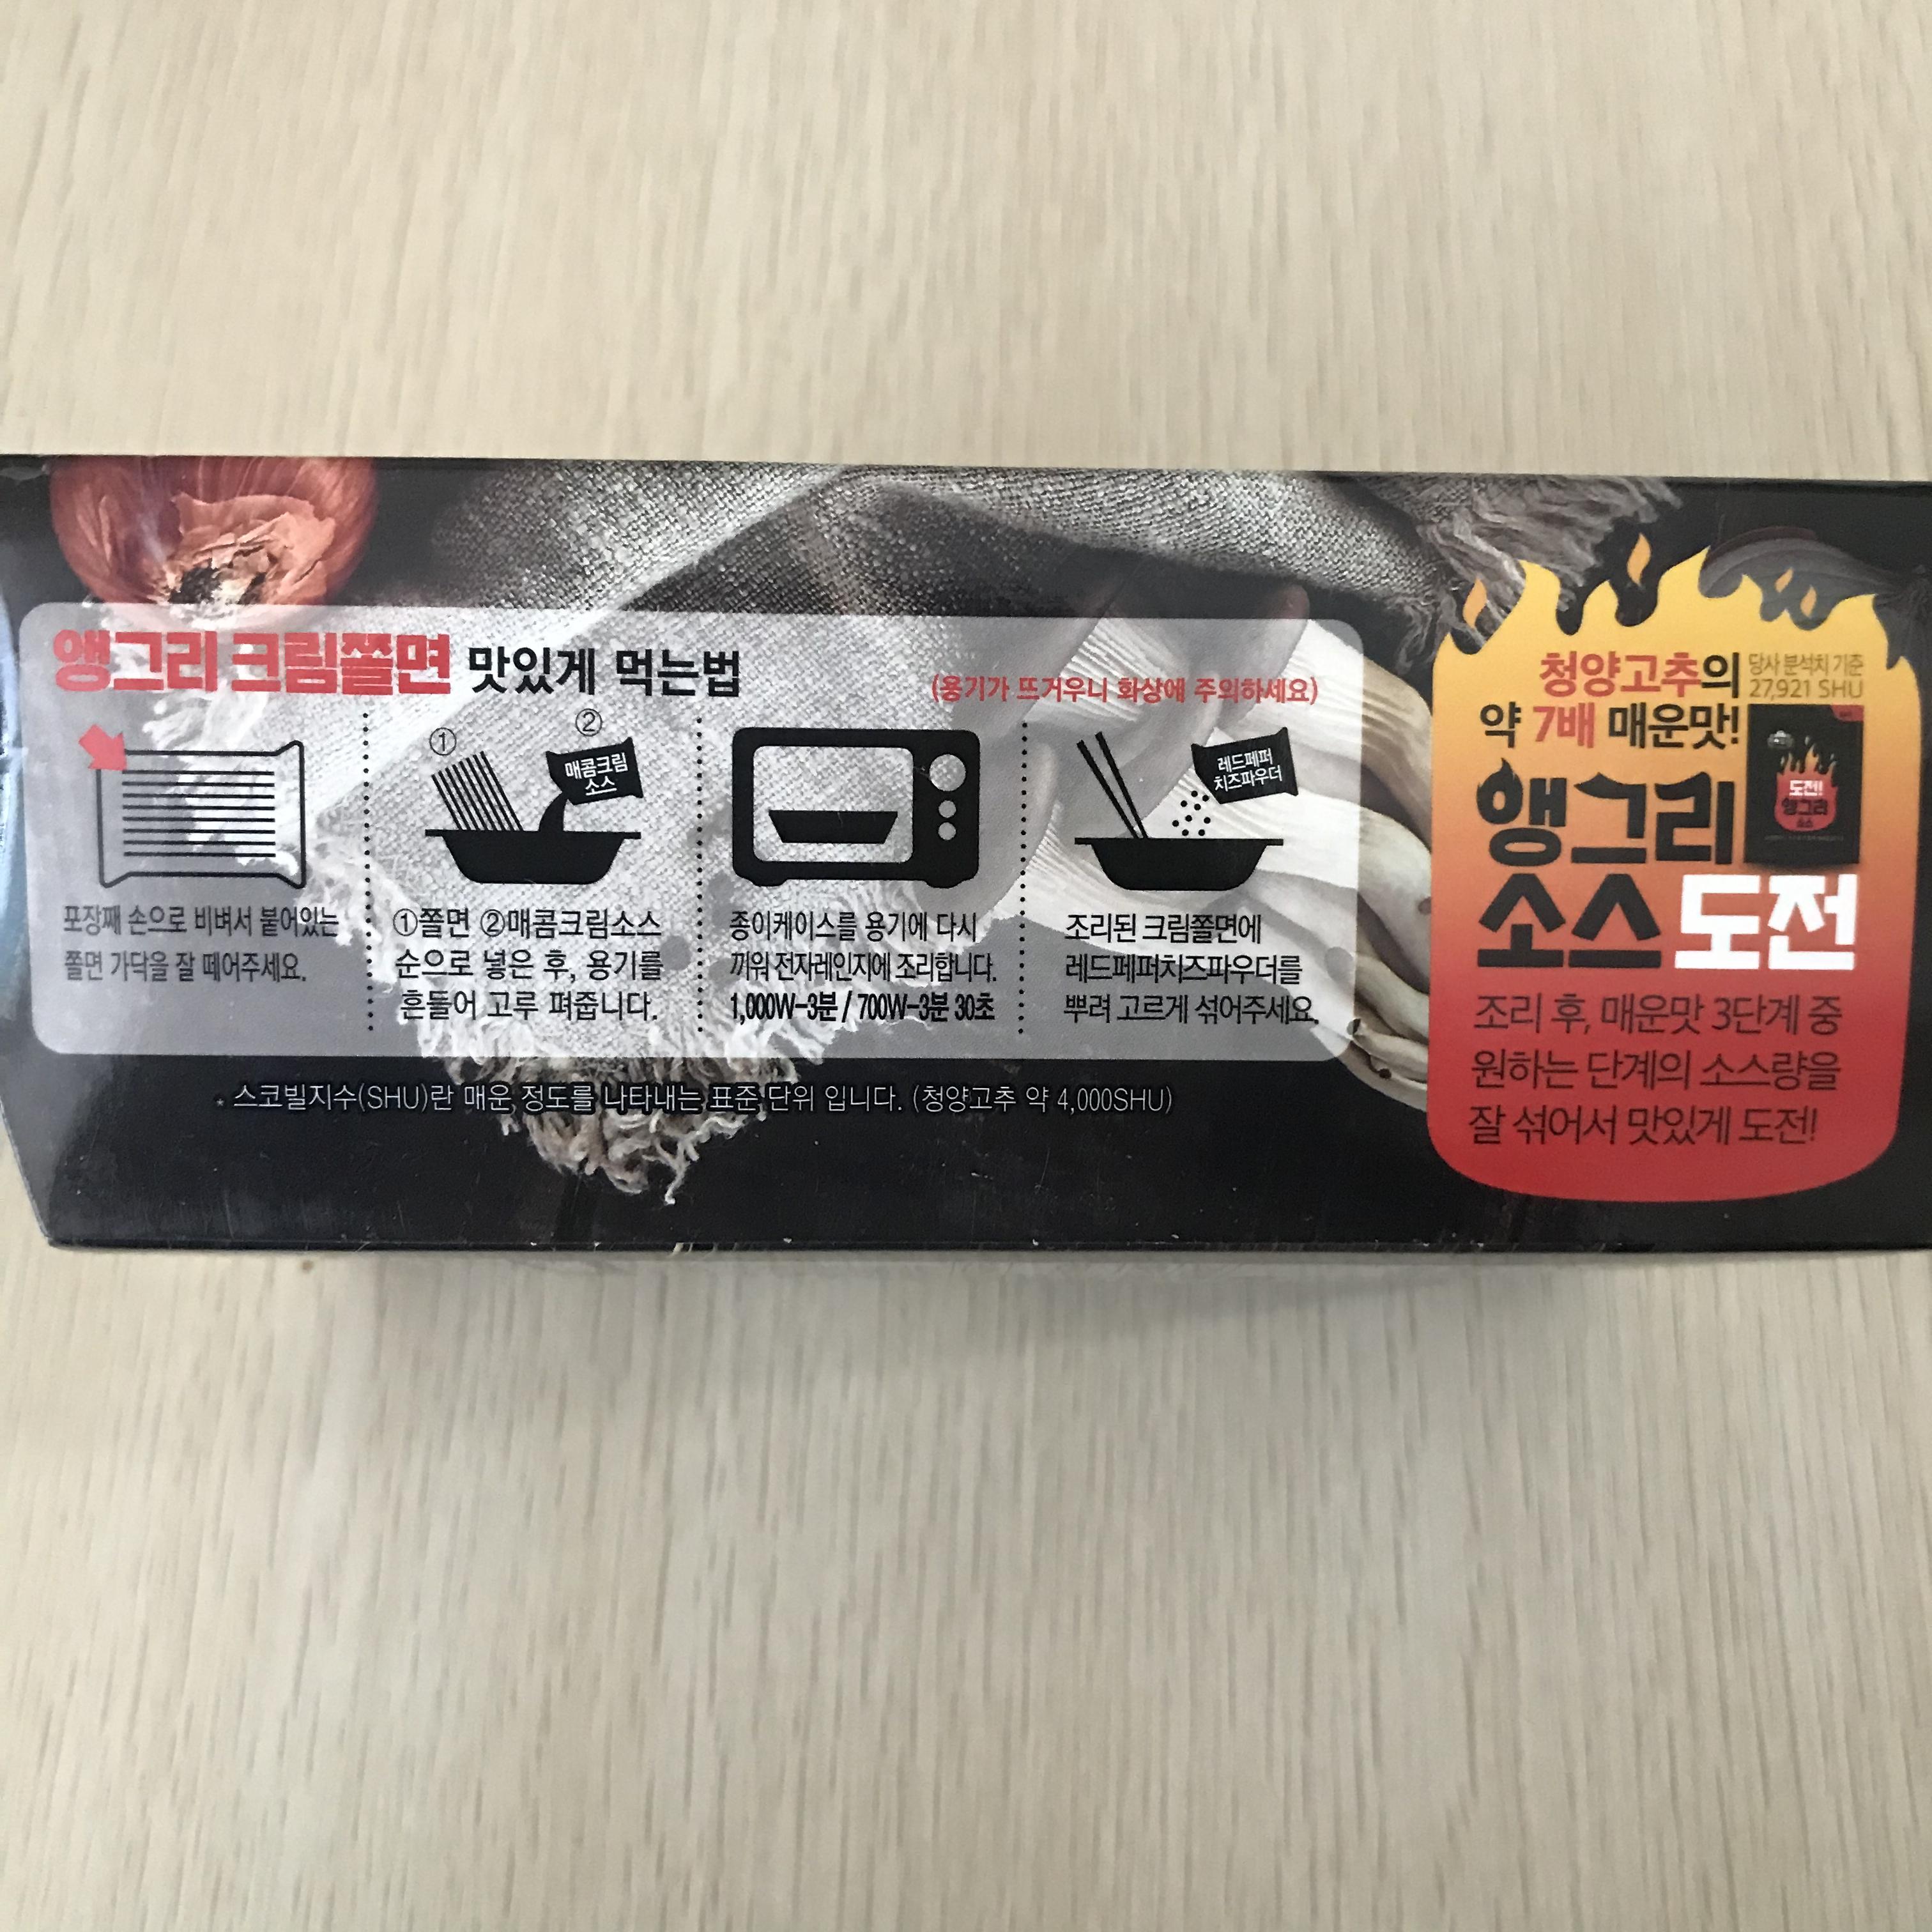 앵그리 크림쫄면 맛있게 먹는법
(용기가 뜨거우니 화상에 주의하세요)
포장째 손으로 비벼서 붙어있는
쫄면 가닥을 잘 떼어주세요.
①
②
매콤크림
소스
①쫄면 ②매콤크림소스
순으로 넣은 후, 용기를
흔들어 고루 펴줍니다.
종이케이스를 용기에 다시
끼워 전자레인지에 조리합니다.
1,000W-3분 / 700W-3분 30초
레드페퍼
치즈파우더
조리된 크림쫄면에
레드페퍼치즈파우더를
뿌려 고르게 섞어주세요.
* 스코빌지수(SHU)란 매운 정도를 나타내는 표준 단위 입니다. (청양고추 약 4,000SHU)
청양고추의
당사 분석치 기준
27,921 SHU
약 7배 매운맛!
도전!
앵그리
소스
앵그리
소스 도전
조리 후, 매운맛 3단계 중
원하는 단계의 소스량을
잘 섞어서 맛있게 도전!